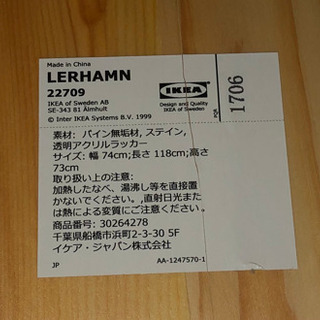 Made in China
LERHAMN
22709
IKEA of Sweden AB
SE-343 81 Älmhult
© Inter IKEA Systems B.V. 1999
IKEA
Design and Quality
IKEA of Sweden
1706
素材: パイン無垢材, ステイン,
透明アクリルラッカー
サイズ: 幅 74cm;長さ 118cm;高さ
73cm
取り扱い上の注意:
加熱したなべ、湯沸し等を直接置
かないでください。,直射日光また
は熱による変質にご注意ください。
商品番号: 30264278
千葉県船橋市浜町2-3-30 5F
イケア・ジャパン株式会社
JP
AA-1247570-1